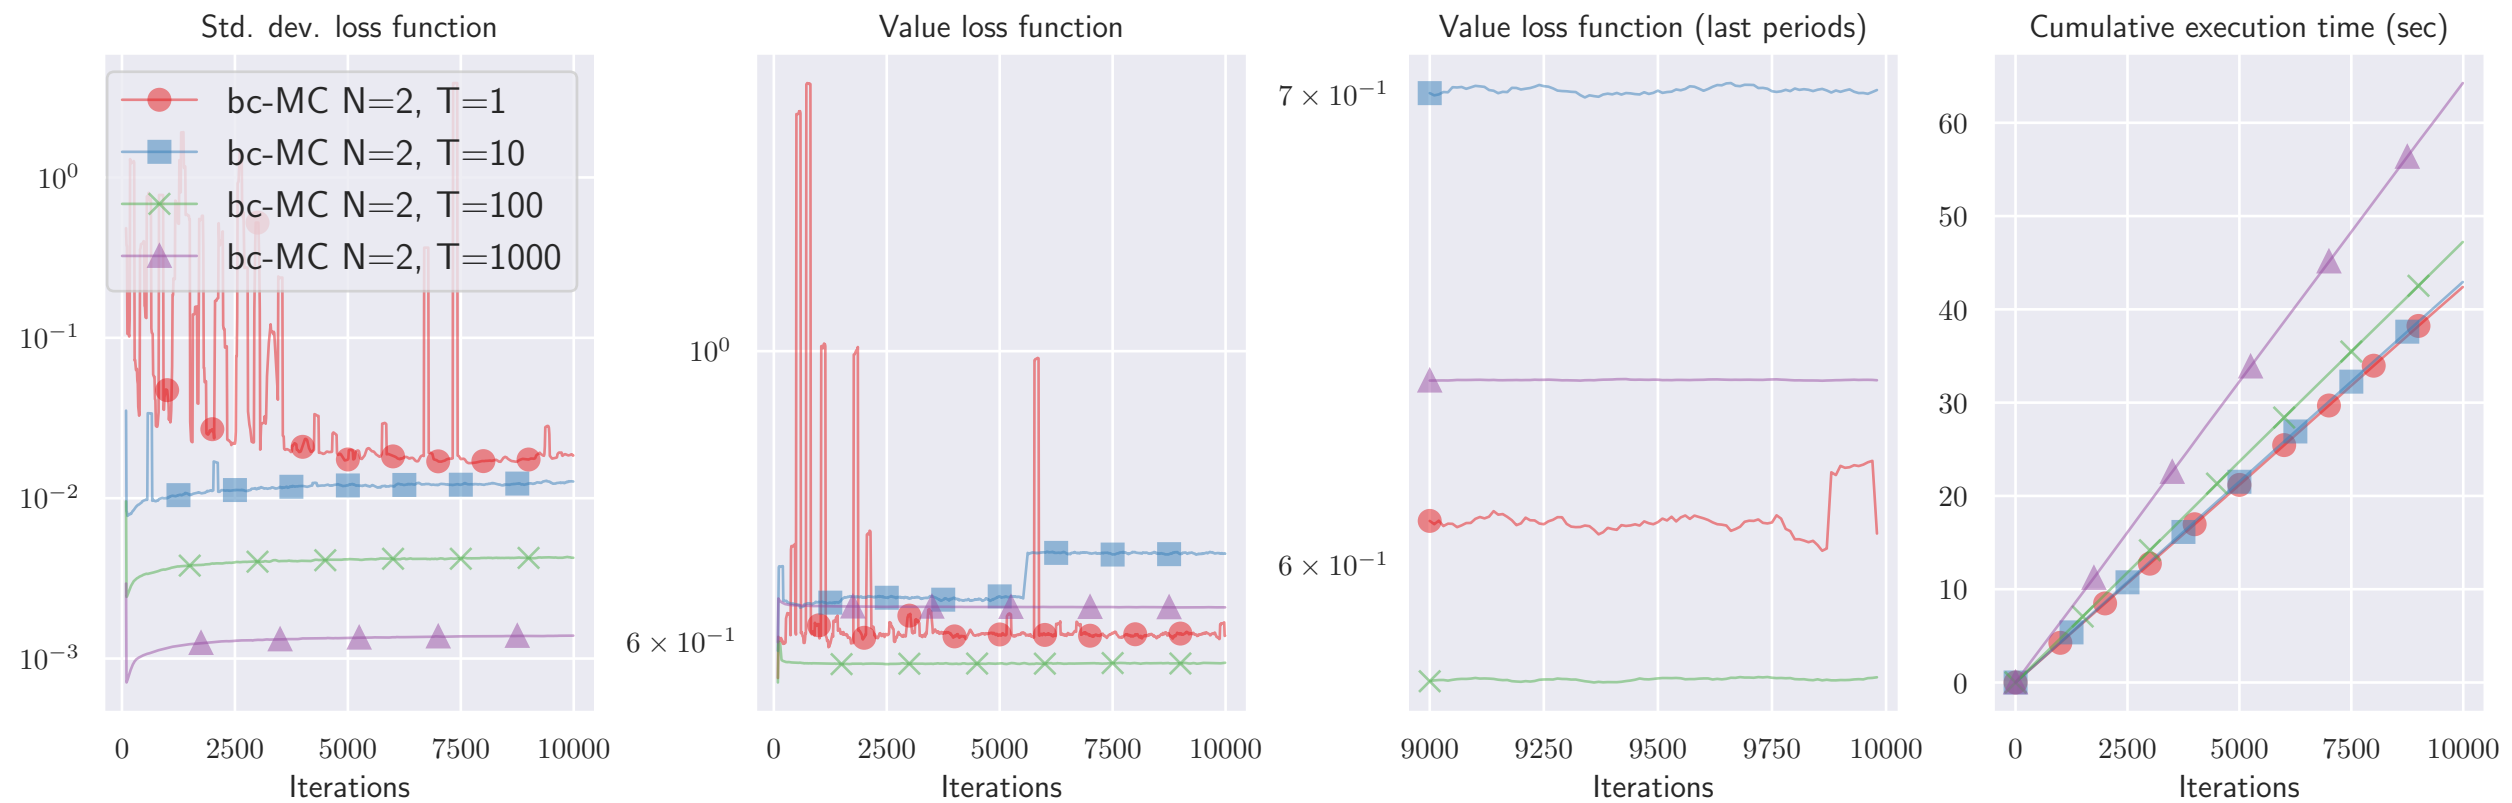 Std. dev. loss function
bc-MC N=2, T=1
bc-MC N=2, T=10
bc-MC N=2, T=100
bc-MC N=2, T=1000
10⁰
10⁻¹
10⁻²
10⁻³
0 2500 5000 7500 10000
Iterations
Value loss function
10⁰
6 × 10⁻¹
0 2500 5000 7500 10000
Iterations
Value loss function (last periods)
7 × 10⁻¹
6 × 10⁻¹
9000 9250 9500 9750 10000
Iterations
Cumulative execution time (sec)
60
50
40
30
20
10
0
0 2500 5000 7500 10000
Iterations